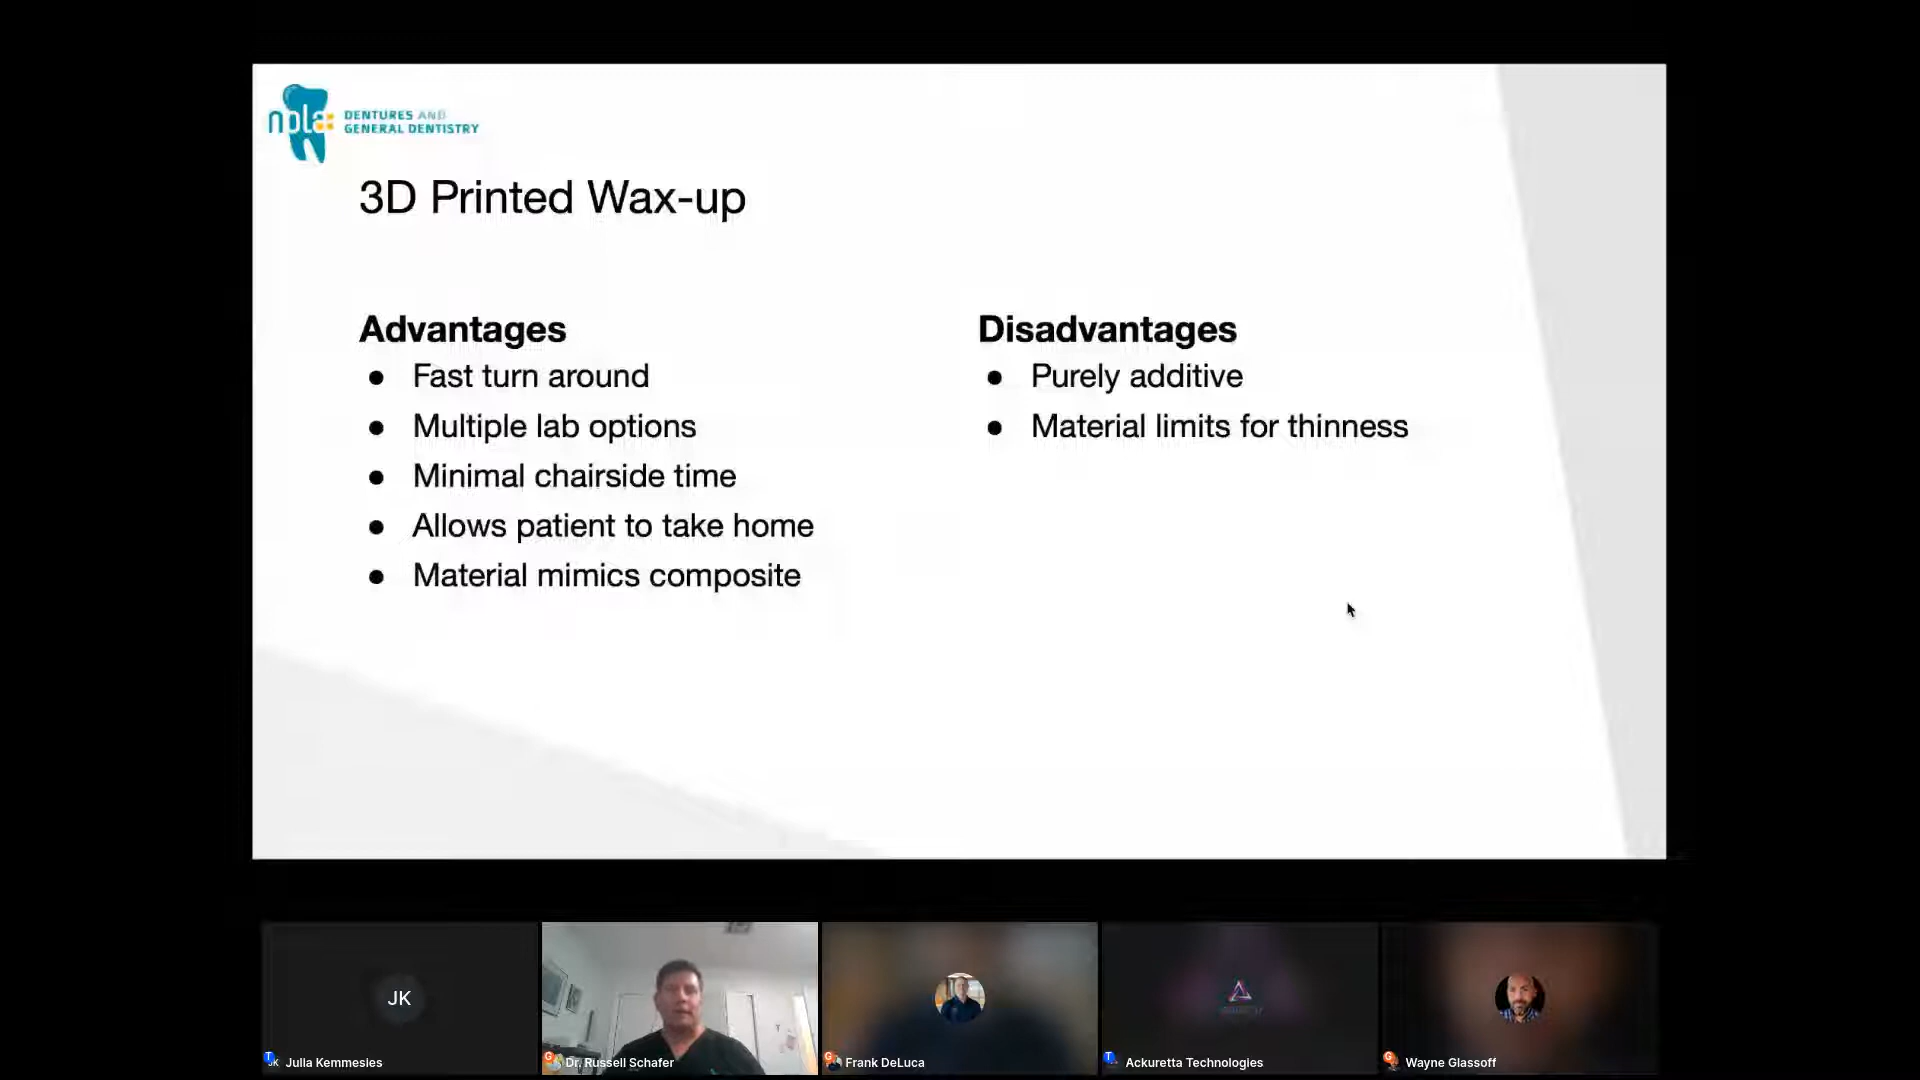 npla:
DENTURES AND
GENERAL DENTISTRY
3D Printed Wax-up
Advantages
● Fast turn around
● Multiple lab options
● Minimal chairside time
● Allows patient to take home
● Material mimics composite
Disadvantages
● Purely additive
● Material limits for thinness
JK
T JK Julia Kemmesies
G Dr. Russell Schafer
G Frank DeLuca
T Ackuretta Technologies
G Wayne Glassoff